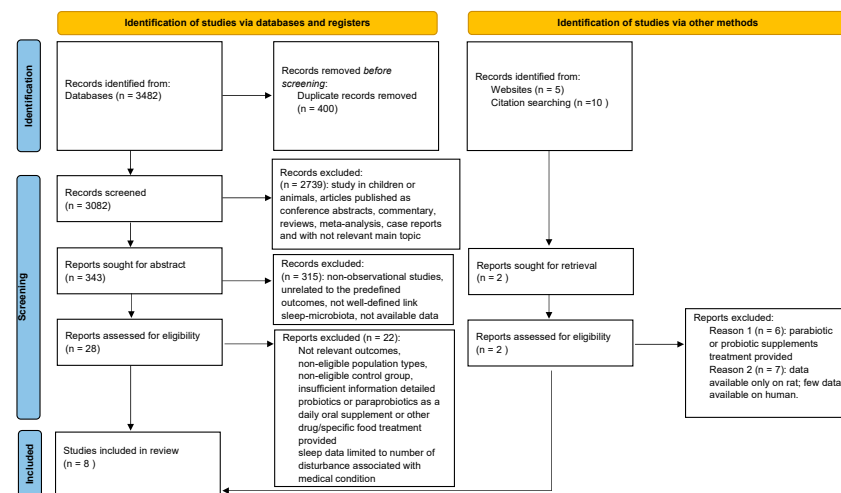 Identification of studies via databases and registers
Identification of studies via other methods
Identification
Records identified from:
Databases (n = 3482)
Records removed before
screening:
Duplicate records removed
(n = 400)
Records identified from:
Websites (n = 5)
Citation searching (n =10 )
Screening
Records screened
(n = 3082)
Records excluded:
(n = 2739): study in children or
animals, articles published as
conference abstracts, commentary,
reviews, meta-analysis, case reports
and with not relevant main topic
Reports sought for abstract
(n = 343)
Records excluded:
(n = 315): non-observational studies,
unrelated to the predefined
outcomes, not well-defined link
sleep-microbiota, not available data
Reports sought for retrieval
(n = 2 )
Reports assessed for eligibility
(n = 28)
Reports excluded (n = 22):
Not relevant outcomes,
non-eligible population types,
non-eligible control group,
insufficient information detailed
probiotics or paraprobiotics as a
daily oral supplement or other
drug/specific food treatment
provided
sleep data limited to number of
disturbance associated with
medical condition
Reports assessed for eligibility
(n = 2 )
Reports excluded:
Reason 1 (n = 6): parabiotic
or probiotic supplements
treatment provided
Reason 2 (n = 7): data
available only on rat; few data
available on human.
Included
Studies included in review
(n = 8 )